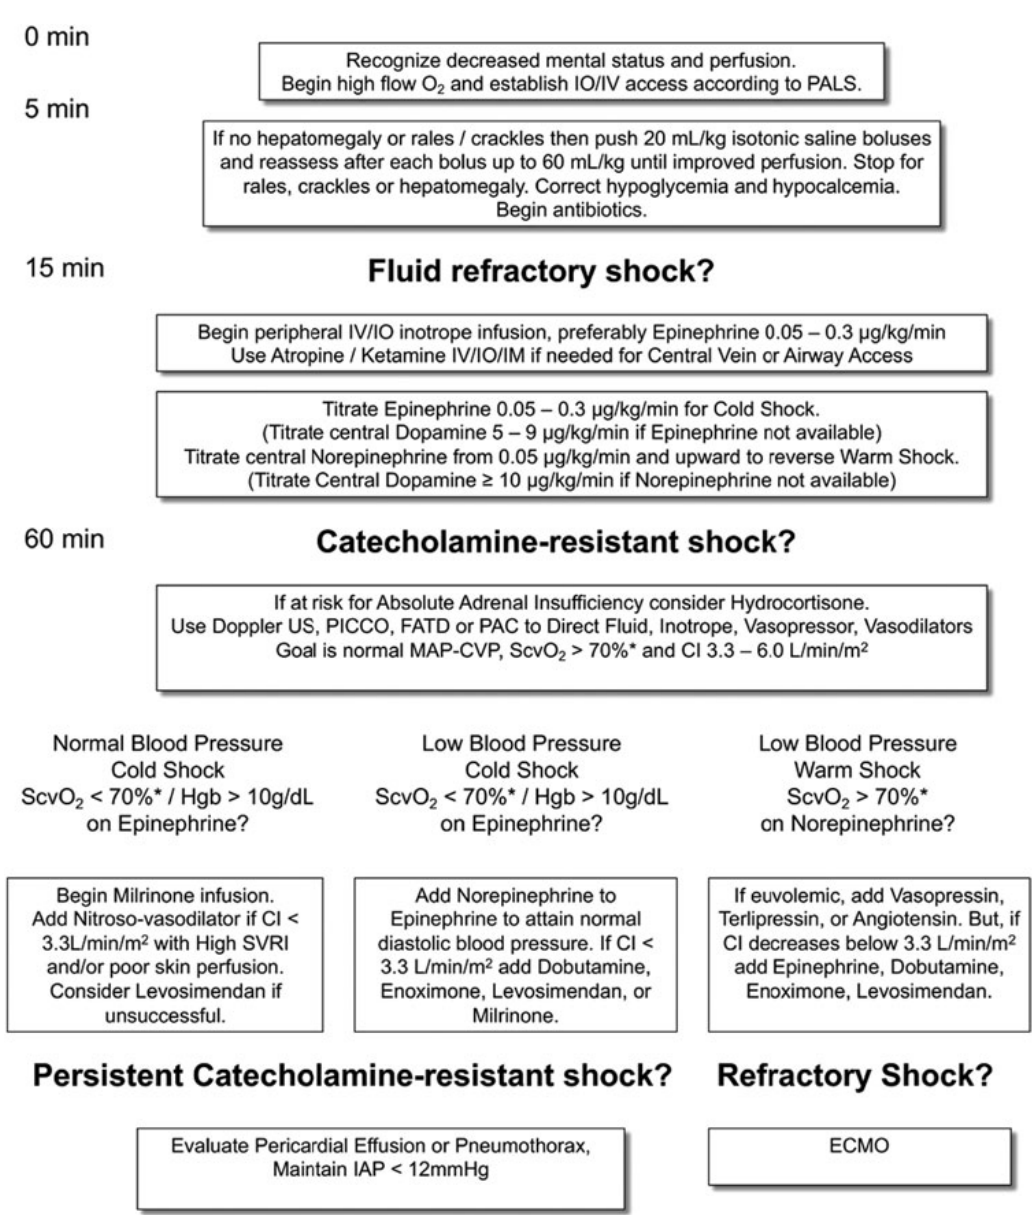 0 min
Recognize decreased mental status and perfusion.
Begin high flow O₂ and establish IO/IV access according to PALS.
5 min
If no hepatomegaly or rales / crackles then push 20 mL/kg isotonic saline boluses
and reassess after each bolus up to 60 mL/kg until improved perfusion. Stop for
rales, crackles or hepatomegaly. Correct hypoglycemia and hypocalcemia.
Begin antibiotics.
15 min
Fluid refractory shock?
Begin peripheral IV/IO inotrope infusion, preferably Epinephrine 0.05 – 0.3 µg/kg/min
Use Atropine / Ketamine IV/IO/IM if needed for Central Vein or Airway Access
Titrate Epinephrine 0.05 – 0.3 µg/kg/min for Cold Shock.
(Titrate central Dopamine 5 – 9 µg/kg/min if Epinephrine not available)
Titrate central Norepinephrine from 0.05 µg/kg/min and upward to reverse Warm Shock.
(Titrate Central Dopamine ≥ 10 µg/kg/min if Norepinephrine not available)
60 min
Catecholamine-resistant shock?
If at risk for Absolute Adrenal Insufficiency consider Hydrocortisone.
Use Doppler US, PICCO, FATD or PAC to Direct Fluid, Inotrope, Vasopressor, Vasodilators
Goal is normal MAP-CVP, ScvO₂ > 70%* and CI 3.3 – 6.0 L/min/m²
Normal Blood Pressure
Cold Shock
ScvO₂ < 70%* / Hgb > 10g/dL
on Epinephrine?
Low Blood Pressure
Cold Shock
ScvO₂ < 70%* / Hgb > 10g/dL
on Epinephrine?
Low Blood Pressure
Warm Shock
ScvO₂ > 70%*
on Norepinephrine?
Begin Milrinone infusion.
Add Nitroso-vasodilator if CI <
3.3L/min/m² with High SVRI
and/or poor skin perfusion.
Consider Levosimendan if
unsuccessful.
Add Norepinephrine to
Epinephrine to attain normal
diastolic blood pressure. If CI <
3.3 L/min/m² add Dobutamine,
Enoximone, Levosimendan, or
Milrinone.
If euvolemic, add Vasopressin,
Terlipressin, or Angiotensin. But, if
CI decreases below 3.3 L/min/m²
add Epinephrine, Dobutamine,
Enoximone, Levosimendan.
Persistent Catecholamine-resistant shock?
Refractory Shock?
Evaluate Pericardial Effusion or Pneumothorax,
Maintain IAP < 12mmHg
ECMO